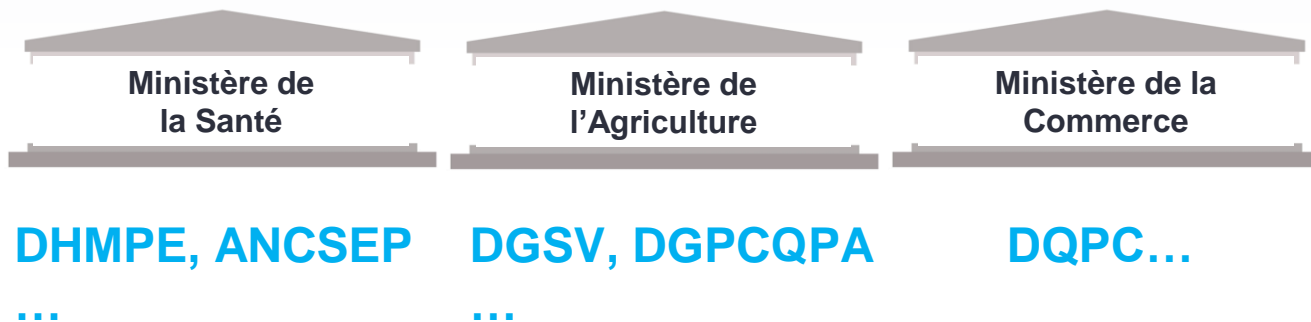 Ministère de
la Santé
Ministère de
l’Agriculture
Ministère de la
Commerce
DHMPE, ANCSEP
…
DGSV, DGPCQPA
…
DQPC…